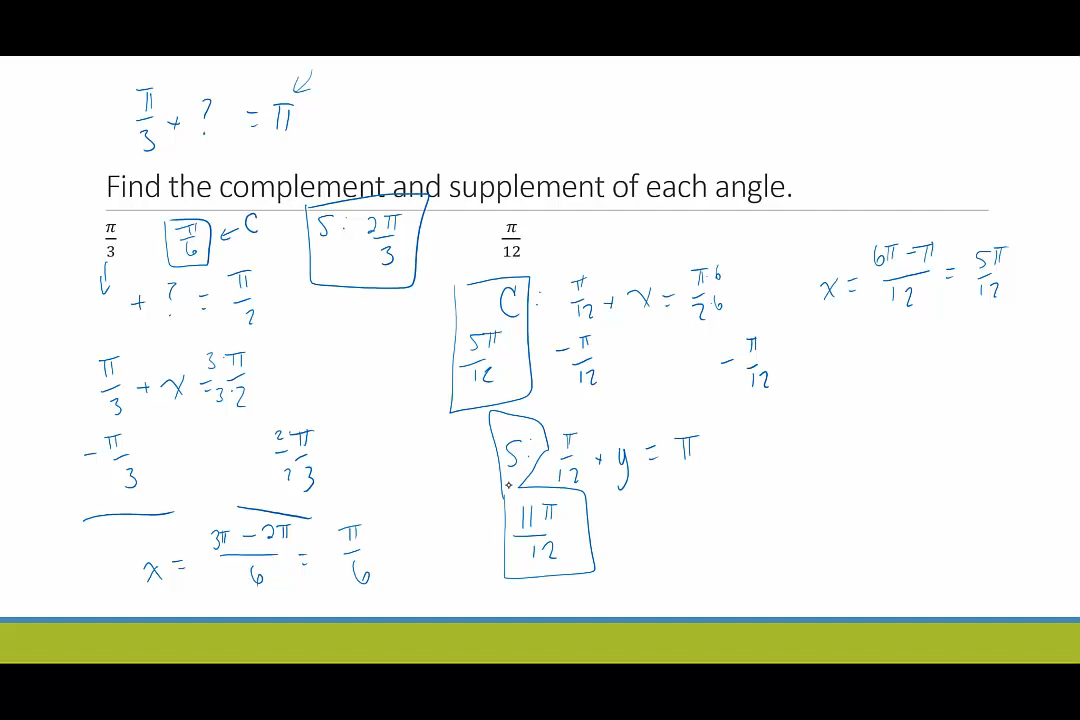 π/3 + ? = π
Find the complement and supplement of each angle.
π/3
π/6 ← C
S: 2π/3
+ ? = π/2
π/3 + x = 3·π/3·2
-π/3 -2π/2 3
x = 3π - 2π/6 = π/6
π/12
C: π/12 + x = π·6/2·6
5π/12
-π/12 -π/12
x = 6π - π/12 = 5π/12
S: π/12 + y = π
11π/12